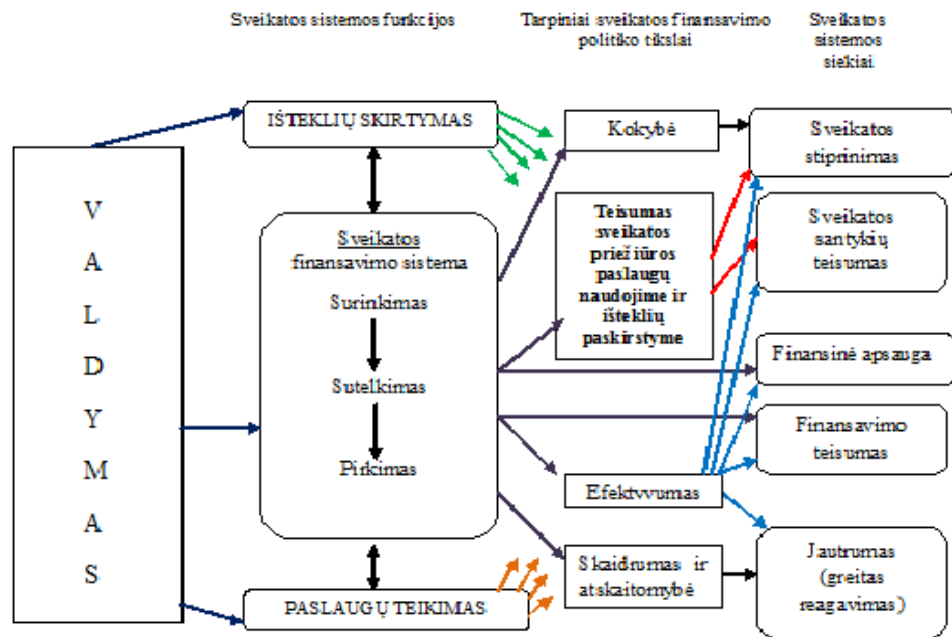 Sveikatos sistemos funkcijos
Tarpiniai sveikatos finansavimo
politiko tikslai
Sveikatos
sistemos
siekiai
VALDYMAS
IŠTEKLIŲ SKIRTYMAS
Sveikatos
finansavimo sistema
Surinkimas
Sutelkimas
Pirkimas
PASLAUGŲ TEIKIMAS
Kokybė
Teisumas
sveikatos
priežiūros
paslaugų
naudojime ir
išteklių
paskirstyme
Efektyvumas
Skaidrumas ir
atskaitomybė
Sveikatos
stiprinimas
Sveikatos
santykių
teisumas
Finansinė apsauga
Finansavimo
teisumas
Jautrumas
(greitas
reagavimas)